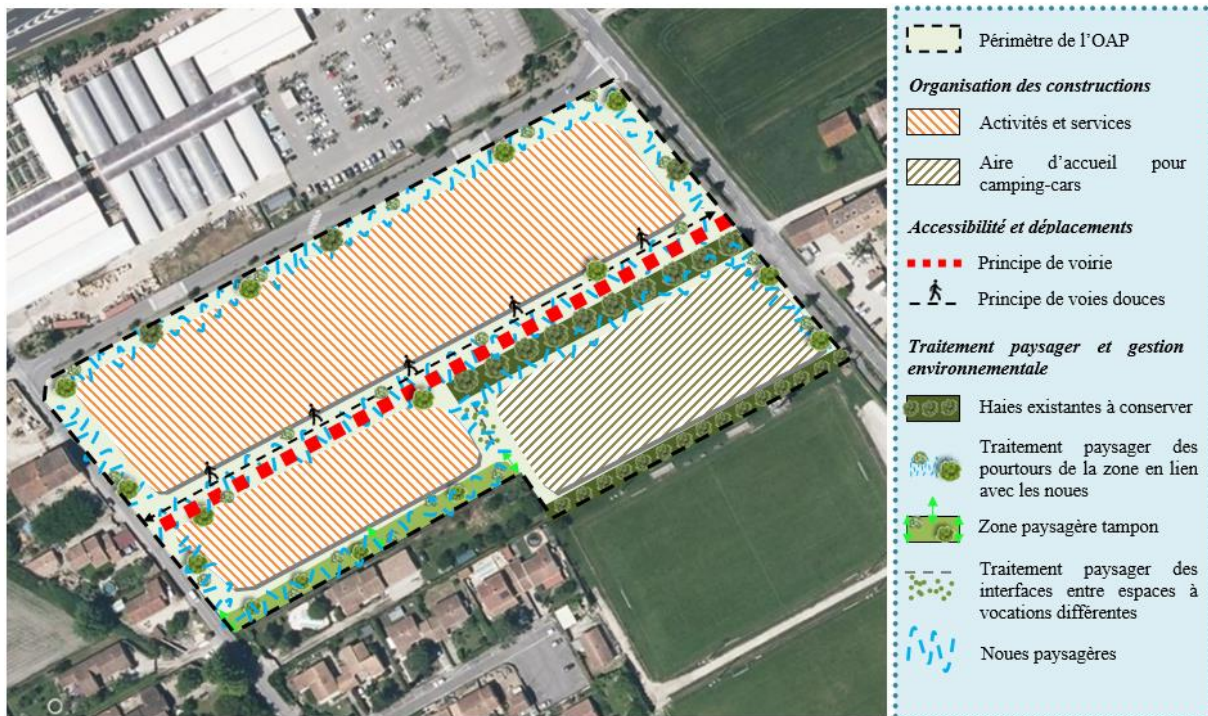 Périmètre de l'OAP
Organisation des constructions
Activités et services
Aire d'accueil pour
camping-cars
Accessibilité et déplacements
Principe de voirie
Principe de voies douces
Traitement paysager et gestion
environnementale
Haies existantes à conserver
Traitement paysager des
pourtours de la zone en lien
avec les noues
Zone paysagère tampon
Traitement paysager des
interfaces entre espaces à
vocations différentes
Noues paysagères